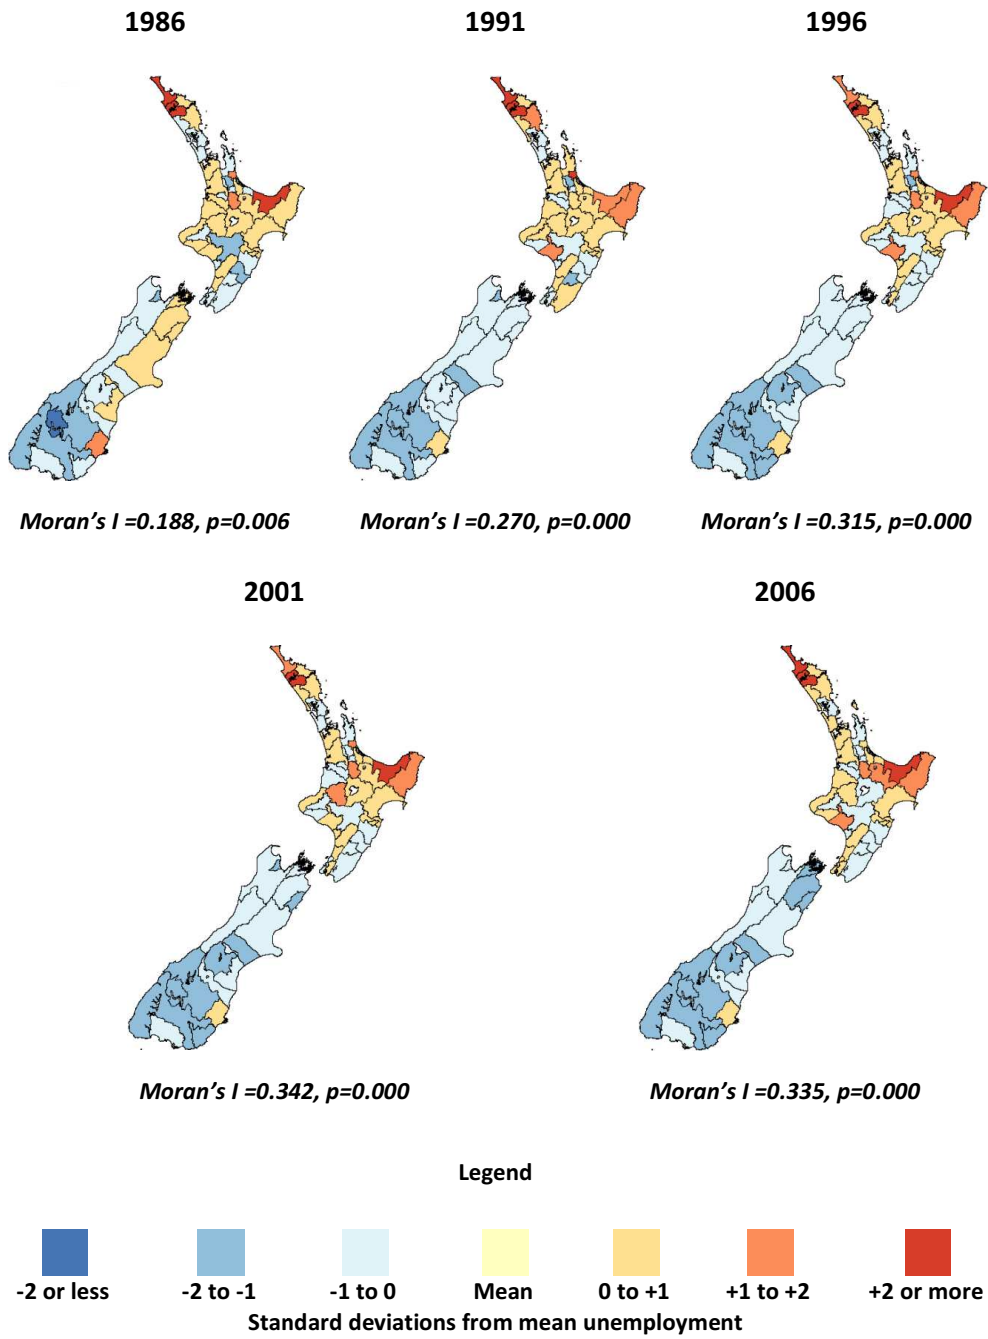 1986
1991
1996
Moran’s I =0.188, p=0.006
Moran’s I =0.270, p=0.000
Moran’s I =0.315, p=0.000
2001
2006
Moran’s I =0.342, p=0.000
Moran’s I =0.335, p=0.000
Legend
-2 or less
-2 to -1
-1 to 0
Mean
0 to +1
+1 to +2
+2 or more
Standard deviations from mean unemployment